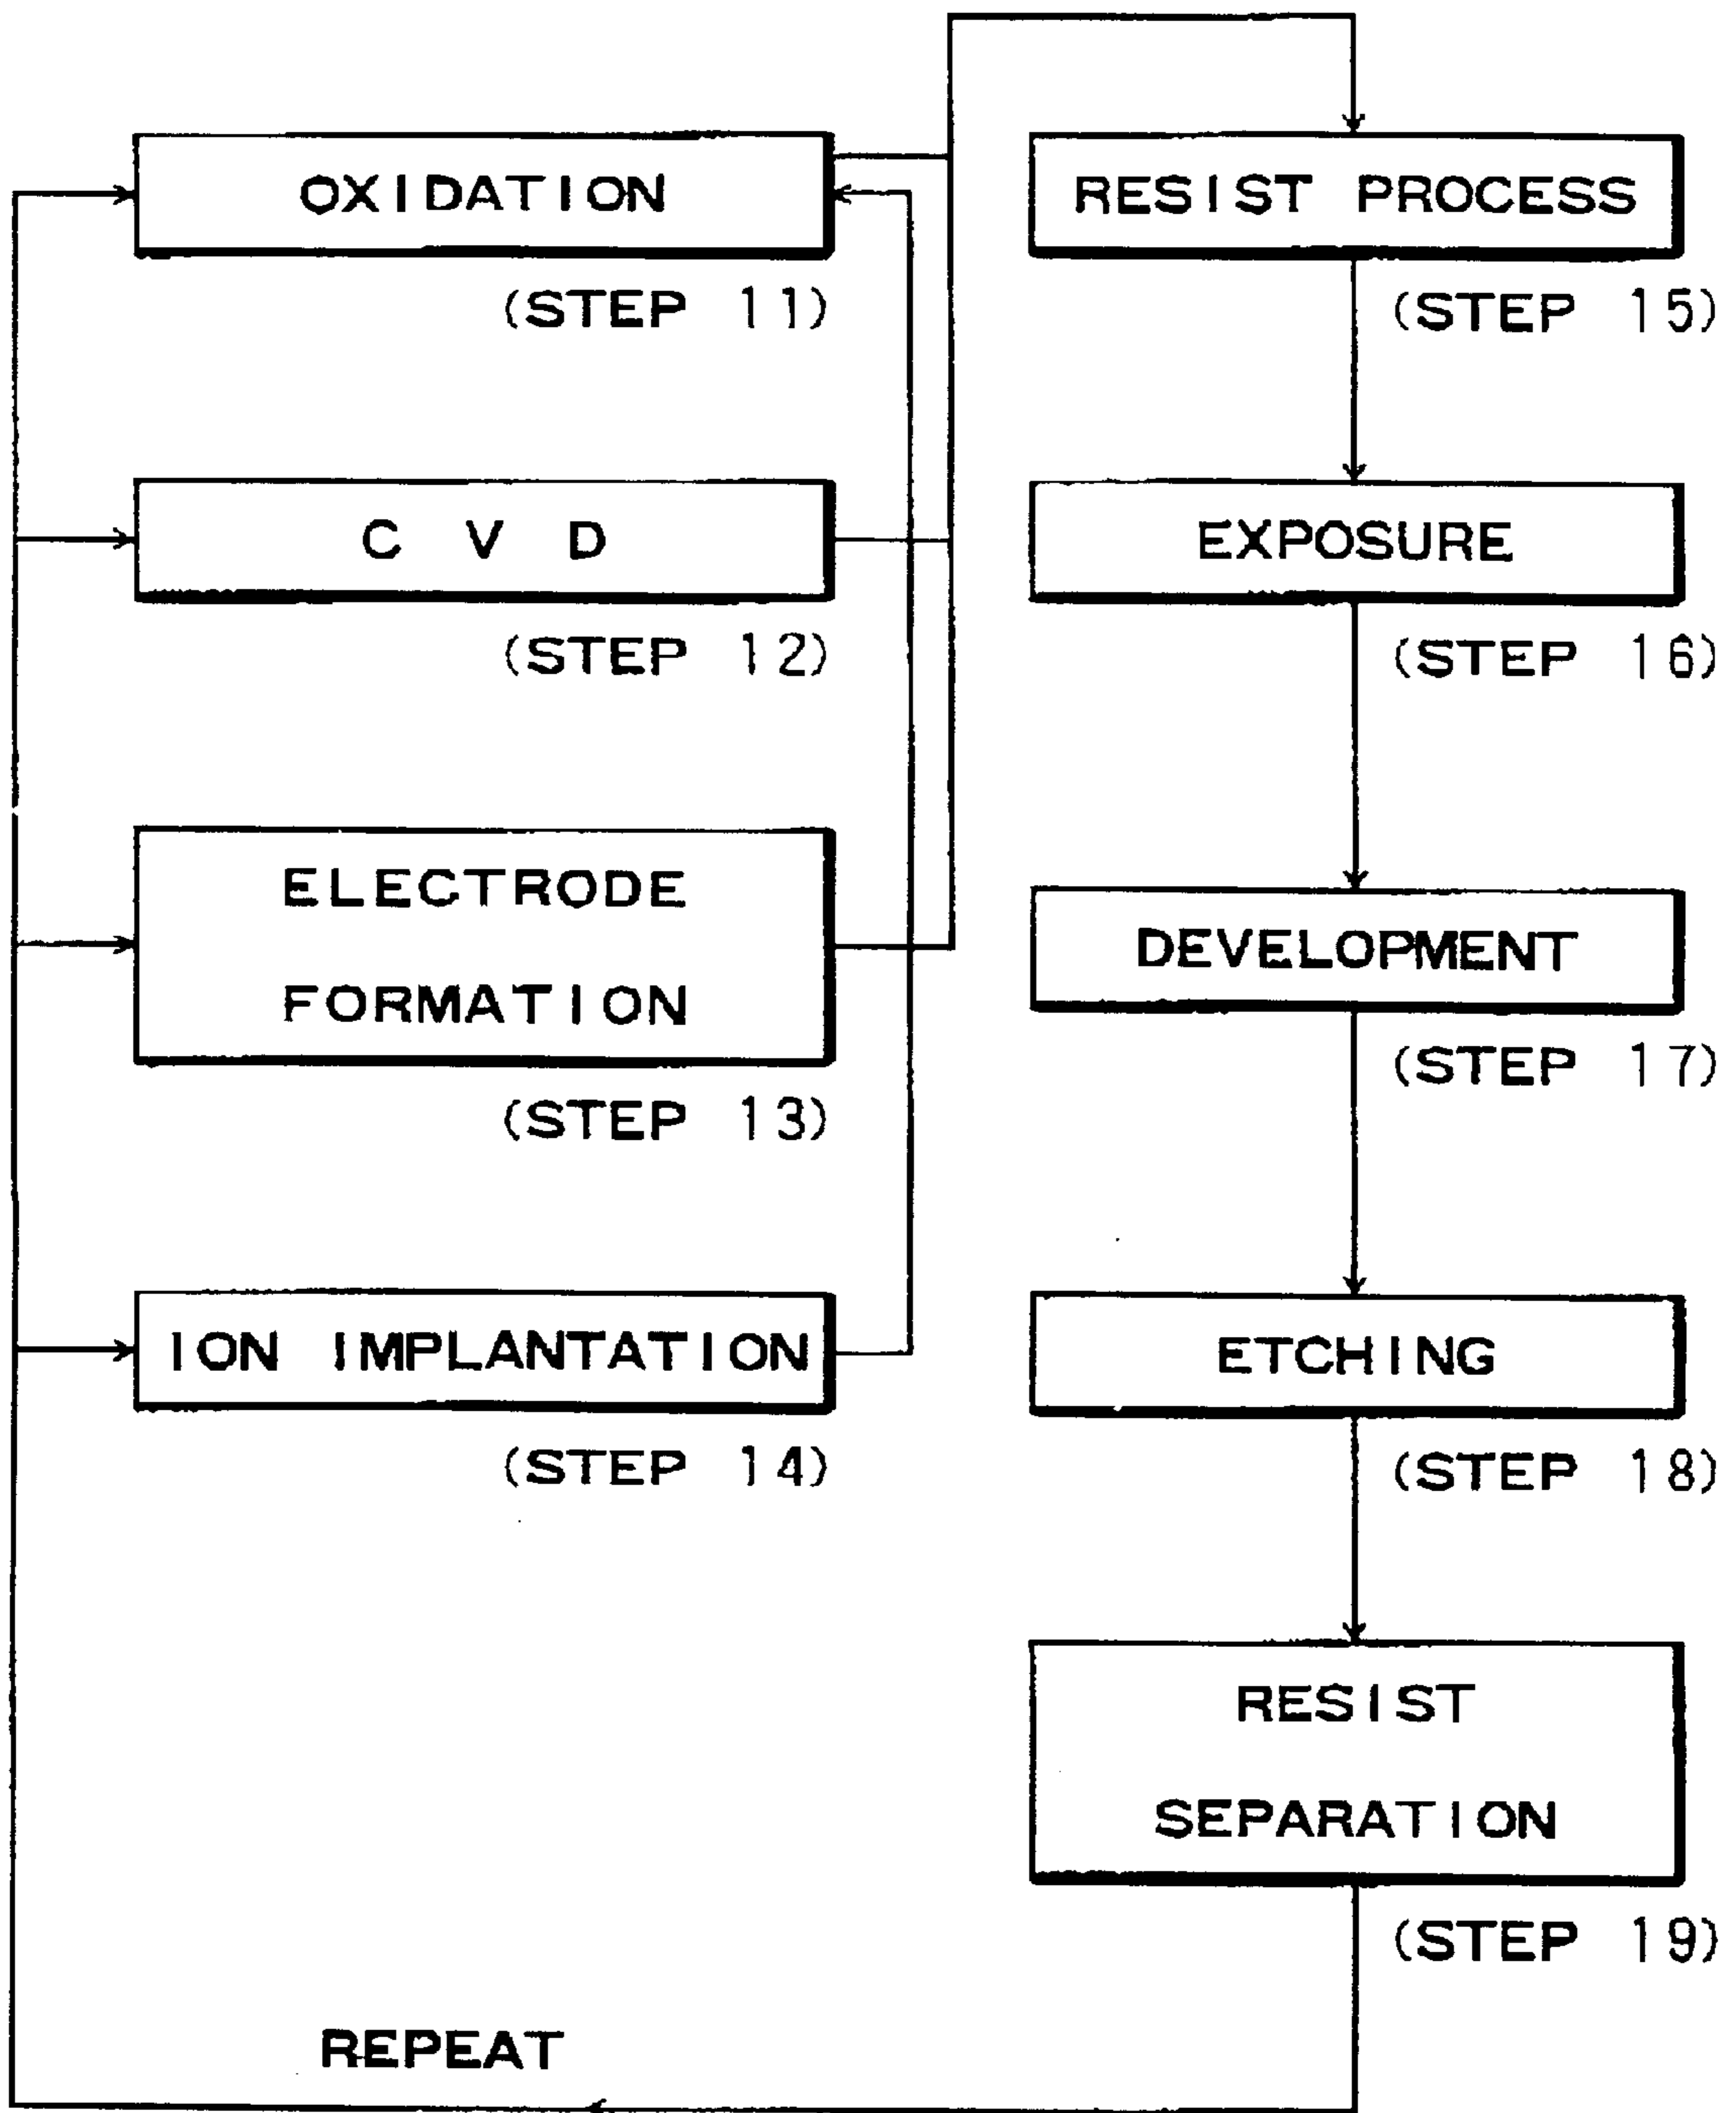 OXIDATION
(STEP 11)
C V D
(STEP 12)
ELECTRODE
FORMATION
(STEP 13)
ION IMPLANTATION
(STEP 14)
RESIST PROCESS
(STEP 15)
EXPOSURE
(STEP 16)
DEVELOPMENT
(STEP 17)
ETCHING
(STEP 18)
RESIST
SEPARATION
(STEP 19)
REPEAT